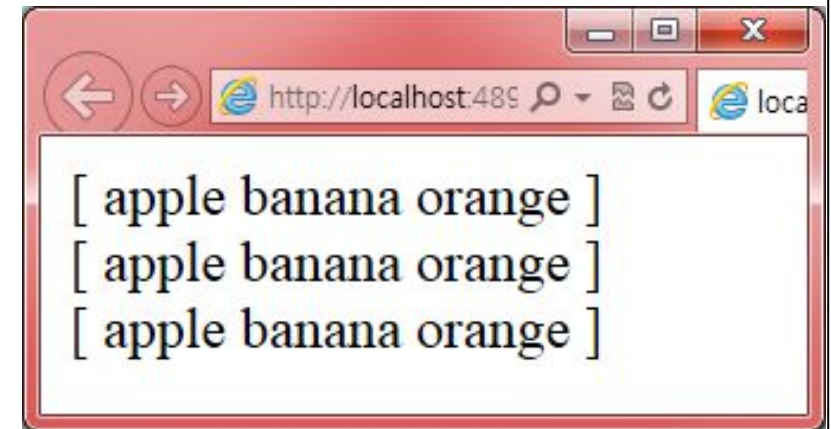 http://localhost:489
loca
[ apple banana orange ]
[ apple banana orange ]
[ apple banana orange ]